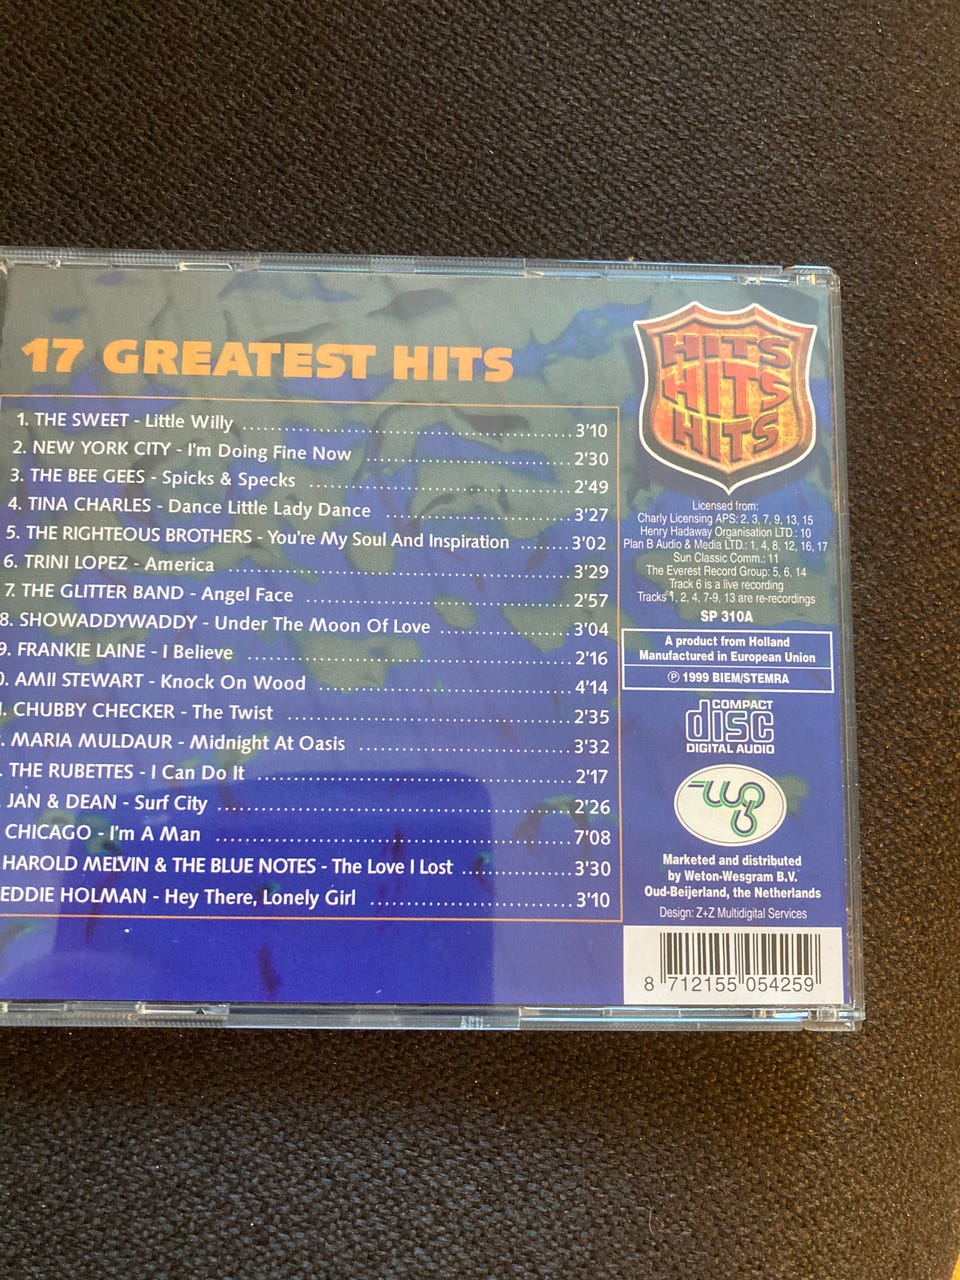 17 GREATEST HITS
1. THE SWEET - Little Willy 3'10
2. NEW YORK CITY - I'm Doing Fine Now 2'30
3. THE BEE GEES - Spicks & Specks 2'49
4. TINA CHARLES - Dance Little Lady Dance 3'27
5. THE RIGHTEOUS BROTHERS - You're My Soul And Inspiration 3'02
6. TRINI LOPEZ - America 3'29
7. THE GLITTER BAND - Angel Face 2'57
8. SHOWADDYWADDY - Under The Moon Of Love 3'04
9. FRANKIE LAINE - I Believe 2'16
0. AMII STEWART - Knock On Wood 4'14
. CHUBBY CHECKER - The Twist 2'35
. MARIA MULDAUR - Midnight At Oasis 3'32
. THE RUBETTES - I Can Do It 2'17
JAN & DEAN - Surf City 2'26
CHICAGO - I'm A Man 7'08
HAROLD MELVIN & THE BLUE NOTES - The Love I Lost 3'30
EDDIE HOLMAN - Hey There, Lonely Girl 3'10
HITS
HITS
HITS
Licensed from:
Charly Licensing APS: 2, 3, 7, 9, 13, 15
Henry Hadaway Organisation LTD.: 10
Plan B Audio & Media LTD.: 1, 4, 8, 12, 16, 17
Sun Classic Comm.: 11
The Everest Record Group: 5, 6, 14
Track 6 is a live recording
Tracks 1, 2, 4, 7-9, 13 are re-recordings
SP 310A
A product from Holland
Manufactured in European Union
℗ 1999 BIEM/STEMRA
COMPACT
disc
DIGITAL AUDIO
Marketed and distributed
by Weton-Wesgram B.V.
Oud-Beijerland, the Netherlands
Design: Z+Z Multidigital Services
8 712155 054259